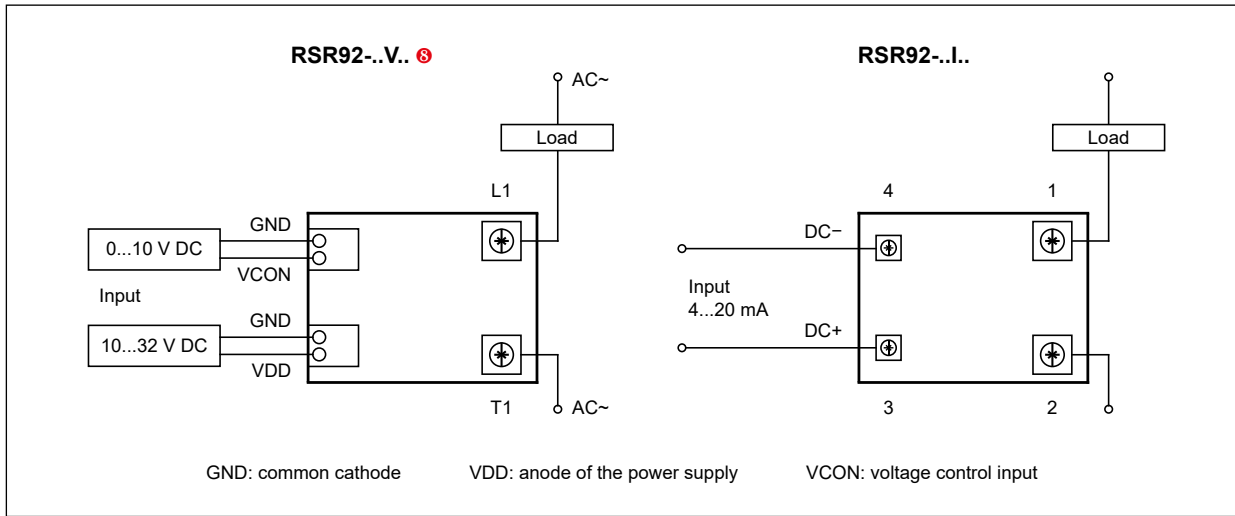 RSR92-..V.. 8
AC~
Load
L1
GND
0...10 V DC
VCON
Input
GND
10...32 V DC
VDD
T1
AC~
RSR92-..I..
Load
4
1
DC−
Input
4...20 mA
DC+
3
2
GND: common cathode
VDD: anode of the power supply
VCON: voltage control input